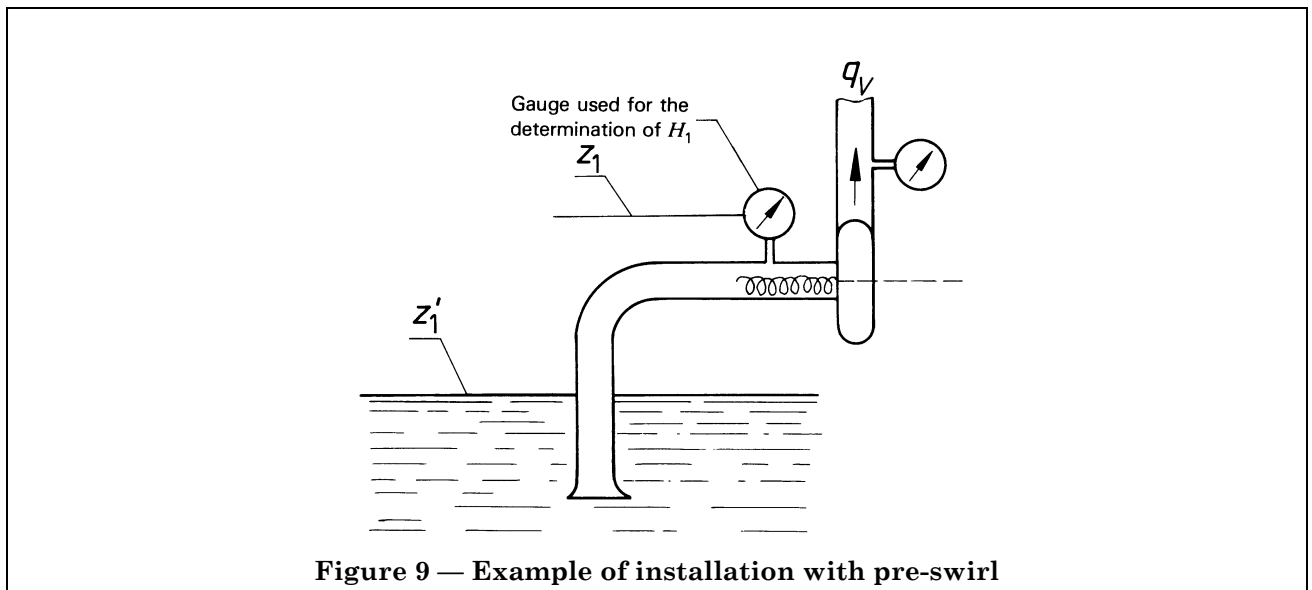 q_V
Gauge used for the
determination of H_1
z_1
z_1'
Figure 9 — Example of installation with pre-swirl